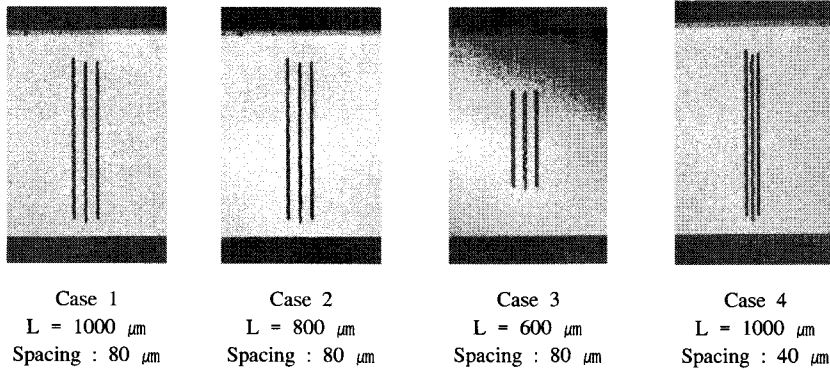 Case 1
L = 1000 ㎛
Spacing : 80 ㎛
Case 2
L = 800 ㎛
Spacing : 80 ㎛
Case 3
L = 600 ㎛
Spacing : 80 ㎛
Case 4
L = 1000 ㎛
Spacing : 40 ㎛